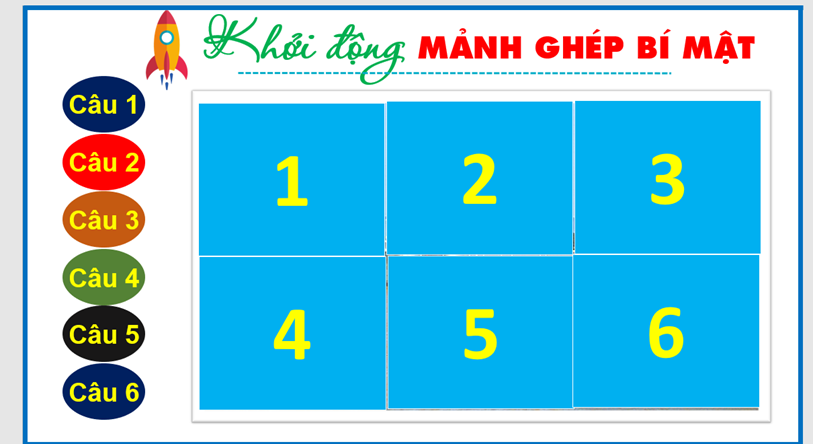 Khởi động MẢNH GHÉP BÍ MẬT
Câu 1
Câu 2
Câu 3
Câu 4
Câu 5
Câu 6
1 2 3
4 5 6